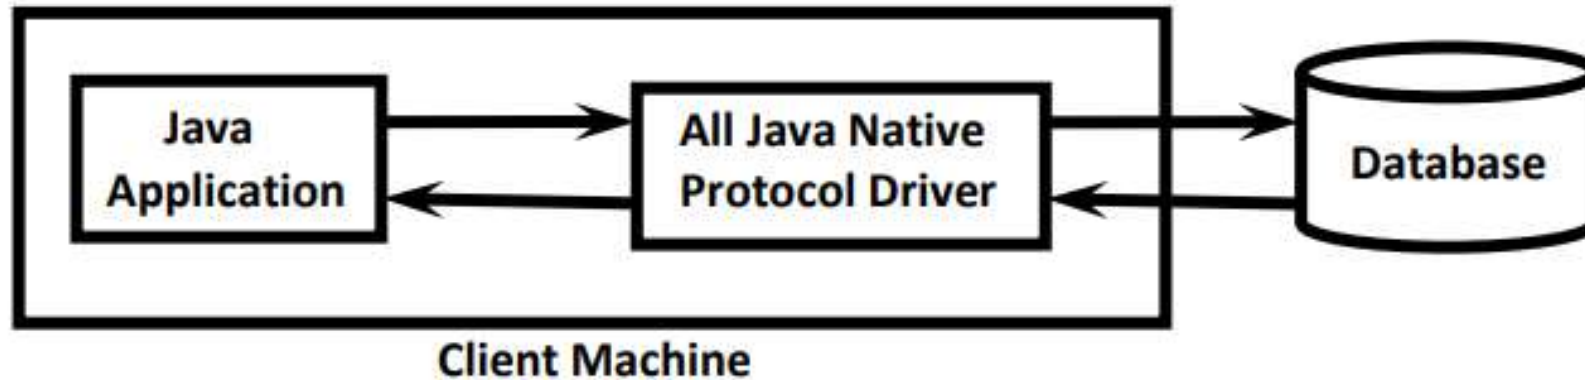 Java
Application
All Java Native
Protocol Driver
Database
Client Machine